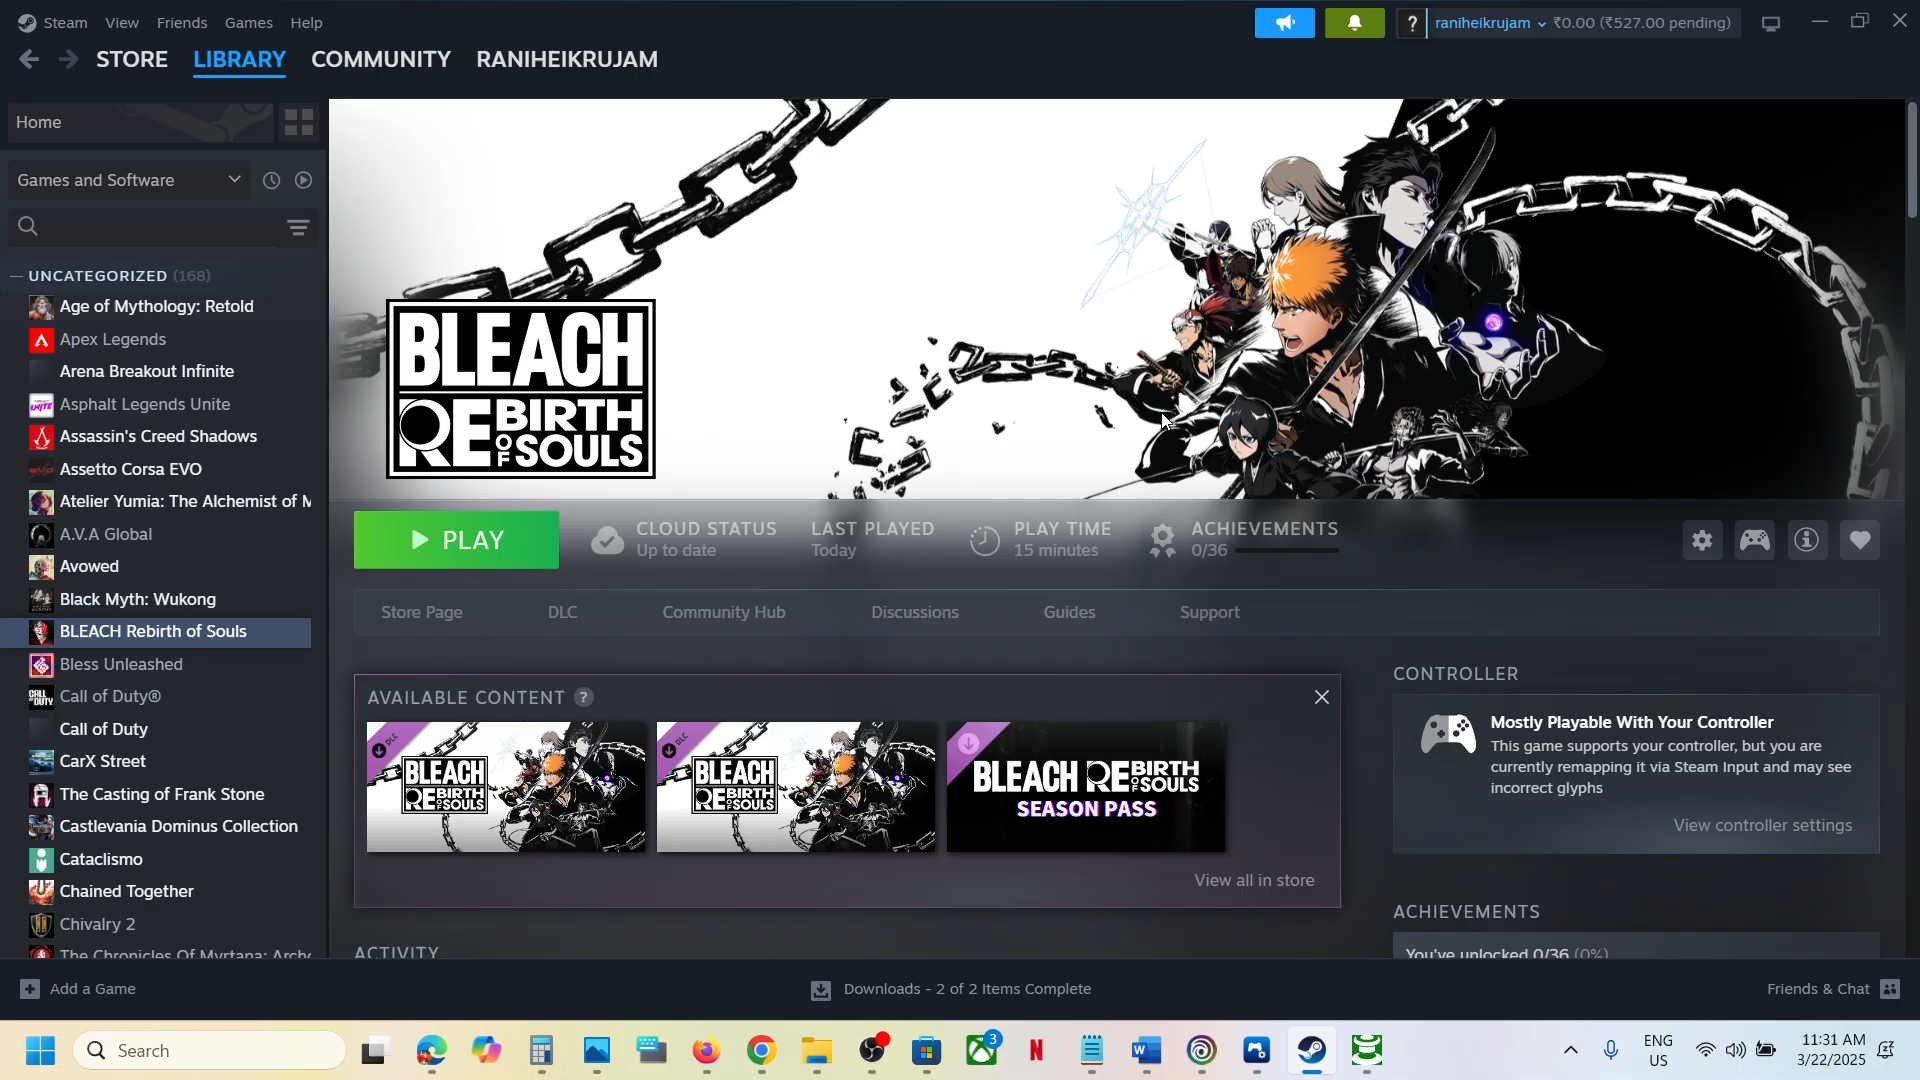 Steam View Friends Games Help
? raniheikrujam ₹0.00 (₹527.00 pending)
STORE LIBRARY COMMUNITY RANIHEIKRUJAM
Home
Games and Software
— UNCATEGORIZED (168)
Age of Mythology: Retold
Apex Legends
Arena Breakout Infinite
Asphalt Legends Unite
Assassin's Creed Shadows
Assetto Corsa EVO
Atelier Yumia: The Alchemist of M
A.V.A Global
Avowed
Black Myth: Wukong
BLEACH Rebirth of Souls
Bless Unleashed
Call of Duty®
Call of Duty
CarX Street
The Casting of Frank Stone
Castlevania Dominus Collection
Cataclismo
Chained Together
Chivalry 2
The Chronicles Of Myrtana: Archo
BLEACH
REBIRTH
OF SOULS
PLAY
CLOUD STATUS
Up to date
LAST PLAYED
Today
PLAY TIME
15 minutes
ACHIEVEMENTS
0/36
Store Page DLC Community Hub Discussions Guides Support
AVAILABLE CONTENT ?
DLC
BLEACH
REBIRTH
OF SOULS
DLC
BLEACH
REBIRTH
OF SOULS
BLEACH REBIRTH
OF SOULS
SEASON PASS
View all in store
ACTIVITY
CONTROLLER
Mostly Playable With Your Controller
This game supports your controller, but you are
currently remapping it via Steam Input and may see
incorrect glyphs
View controller settings
ACHIEVEMENTS
You've unlocked 0/36 (0%)
Add a Game
Downloads - 2 of 2 Items Complete
Friends & Chat
Search
3
ENG
US
11:31 AM
3/22/2025